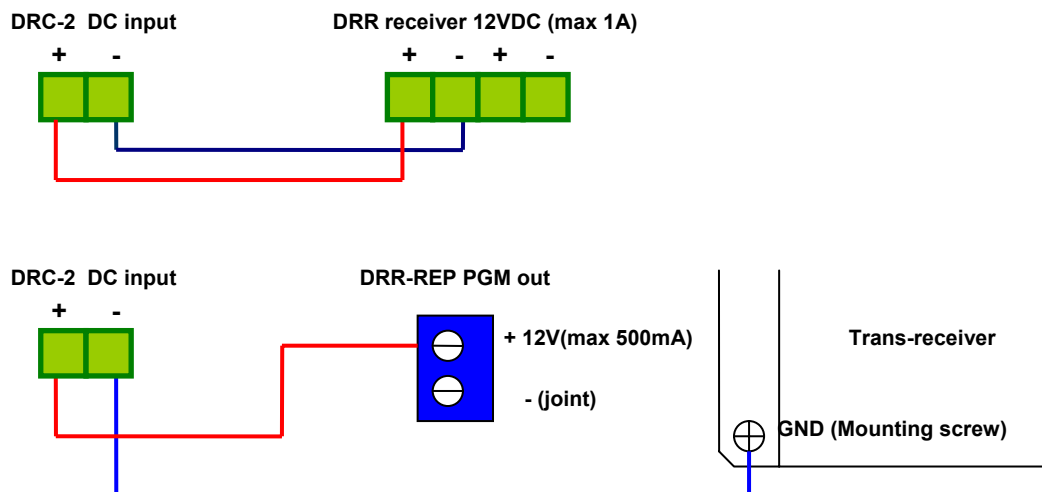 DRC-2 DC input
DRR receiver 12VDC (max 1A)
+ -
+ - + -
DRC-2 DC input
DRR-REP PGM out
+ -
+ 12V(max 500mA)
Trans-receiver
- (joint)
GND (Mounting screw)